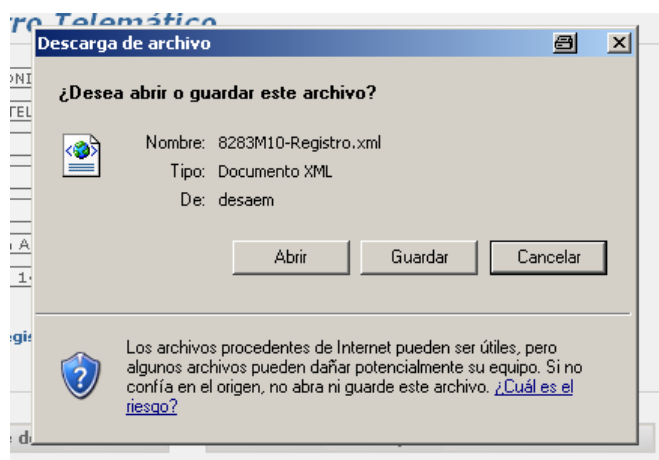 Telemático
Descarga de archivo
¿Desea abrir o guardar este archivo?
Nombre: 8283M10-Registro.xml
Tipo: Documento XML
De: desaem
Abrir Guardar Cancelar
Los archivos procedentes de Internet pueden ser útiles, pero
algunos archivos pueden dañar potencialmente su equipo. Si no
confía en el origen, no abra ni guarde este archivo. ¿Cuál es el
riesgo?